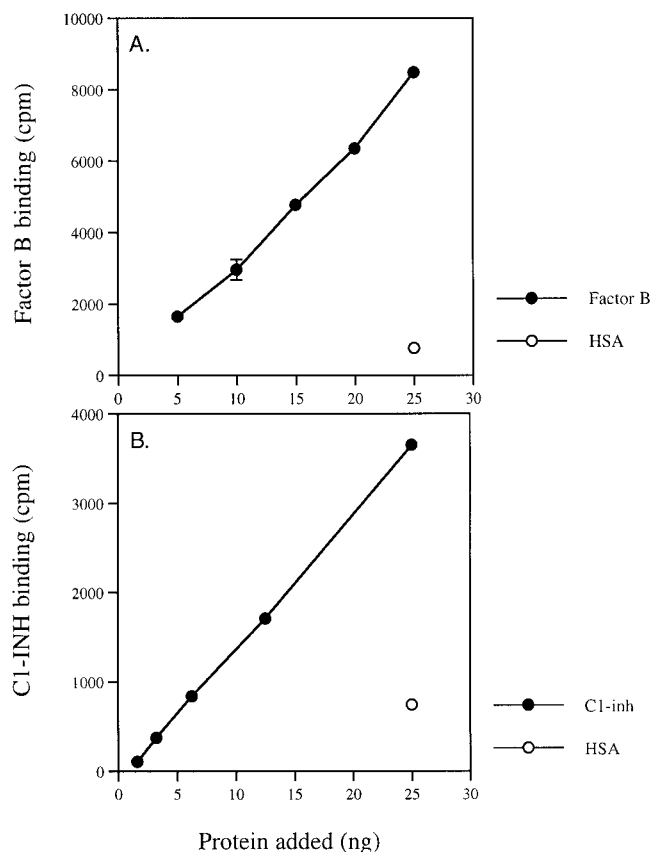 A.
Factor B binding (cpm)
10000
8000
6000
4000
2000
0
0 5 10 15 20 25 30
Factor B
HSA
B.
C1-INH binding (cpm)
4000
3000
2000
1000
0
0 5 10 15 20 25 30
C1-inh
HSA
Protein added (ng)